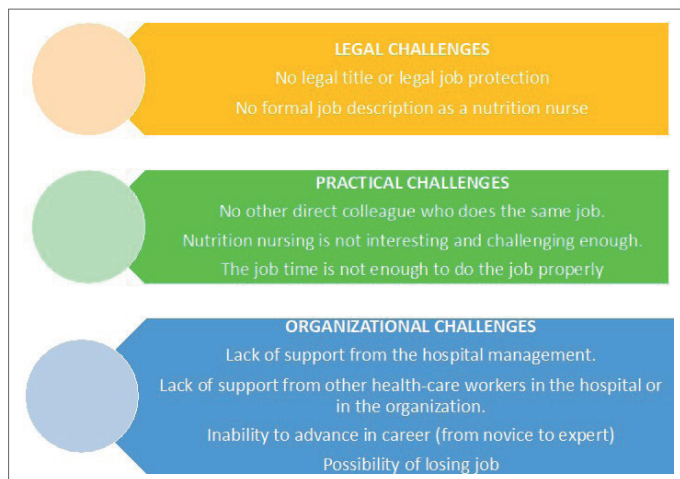 LEGAL CHALLENGES
No legal title or legal job protection
No formal job description as a nutrition nurse
PRACTICAL CHALLENGES
No other direct colleague who does the same job.
Nutrition nursing is not interesting and challenging enough.
The job time is not enough to do the job properly
ORGANIZATIONAL CHALLENGES
Lack of support from the hospital management.
Lack of support from other health-care workers in the hospital or
in the organization.
Inability to advance in career (from novice to expert)
Possibility of losing job